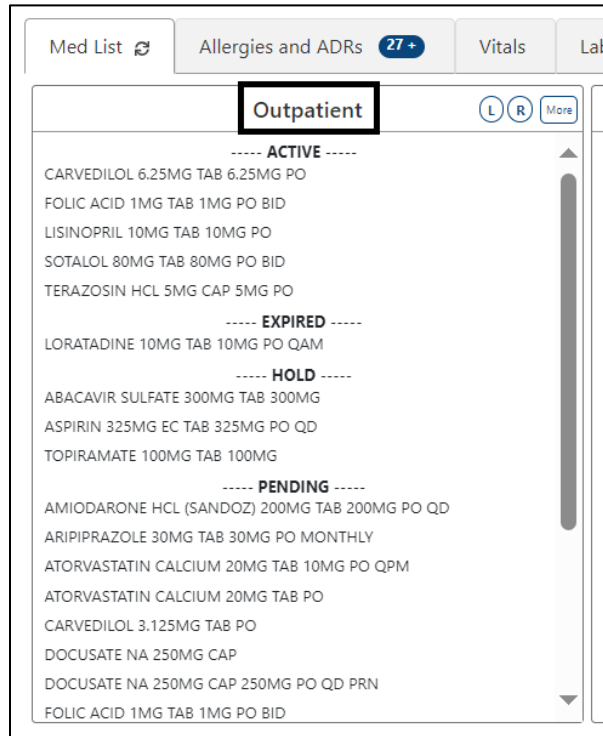 Med List
Allergies and ADRs 27 +
Vitals
Lab
Outpatient
L R More
----- ACTIVE -----
CARVEDILOL 6.25MG TAB 6.25MG PO
FOLIC ACID 1MG TAB 1MG PO BID
LISINOPRIL 10MG TAB 10MG PO
SOTALOL 80MG TAB 80MG PO BID
TERAZOSIN HCL 5MG CAP 5MG PO
----- EXPIRED -----
LORATADINE 10MG TAB 10MG PO QAM
----- HOLD -----
ABACAVIR SULFATE 300MG TAB 300MG
ASPIRIN 325MG EC TAB 325MG PO QD
TOPIRAMATE 100MG TAB 100MG
----- PENDING -----
AMIODARONE HCL (SANDOZ) 200MG TAB 200MG PO QD
ARIPIPRAZOLE 30MG TAB 30MG PO MONTHLY
ATORVASTATIN CALCIUM 20MG TAB 10MG PO QPM
ATORVASTATIN CALCIUM 20MG TAB PO
CARVEDILOL 3.125MG TAB PO
DOCUSATE NA 250MG CAP
DOCUSATE NA 250MG CAP 250MG PO QD PRN
FOLIC ACID 1MG TAB 1MG PO BID